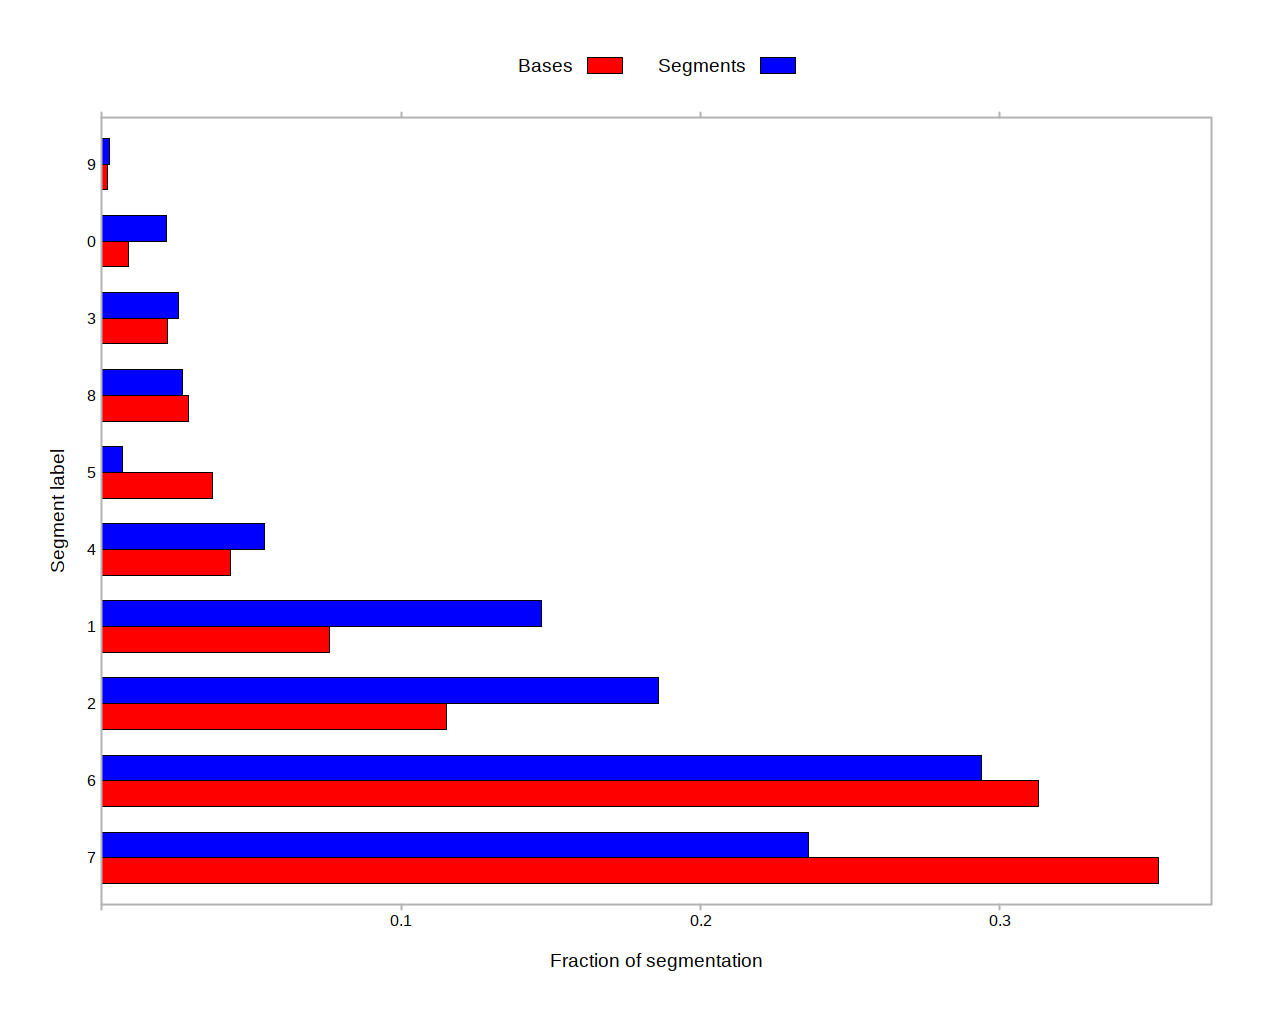 Bases Segments
9
0
3
8
5
4
1
2
6
7
Segment label
0.1 0.2 0.3
Fraction of segmentation